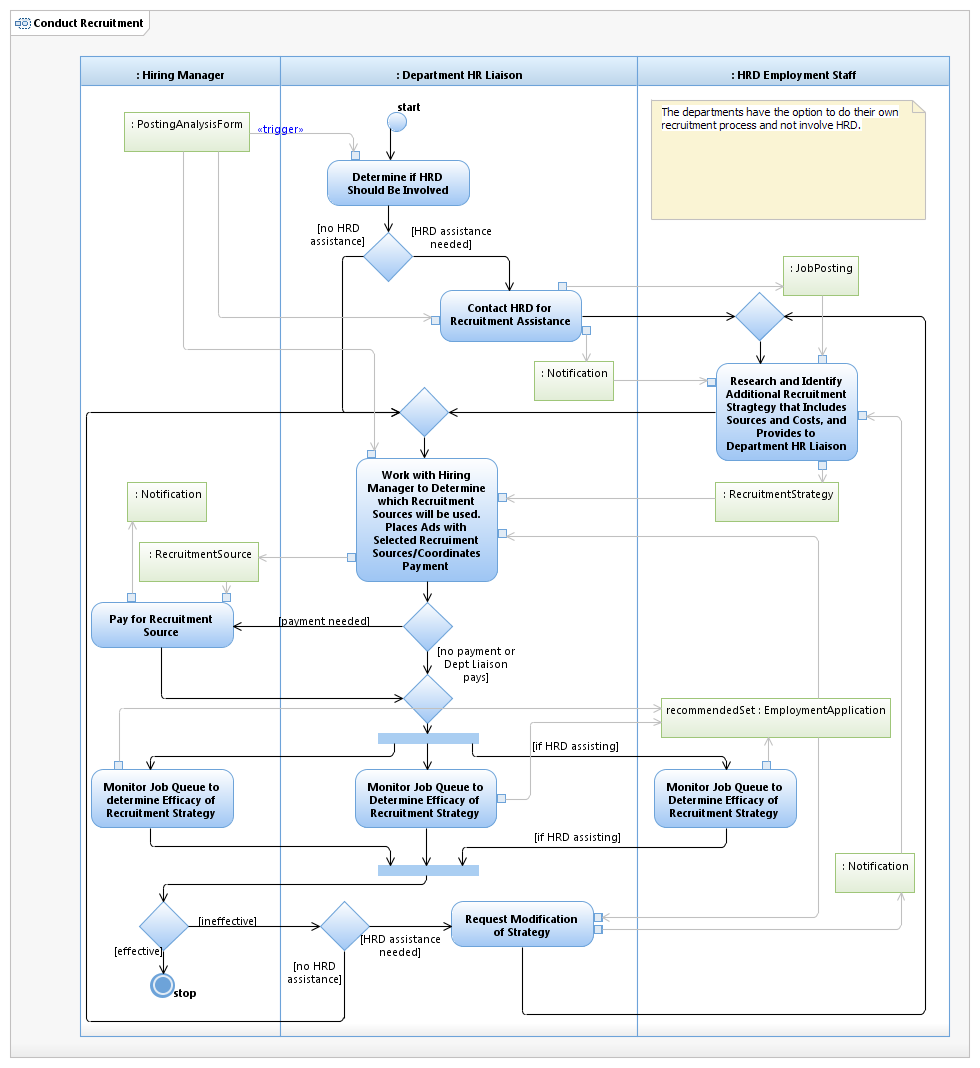 Conduct Recruitment
: Hiring Manager
: Department HR Liaison
: HRD Employment Staff
start
The departments have the option to do their own
recruitment process and not involve HRD.
: PostingAnalysisForm
«trigger»
Determine if HRD
Should Be Involved
[no HRD
assistance]
[HRD assistance
needed]
: JobPosting
Contact HRD for
Recruitment Assistance
: Notification
Research and Identify
Additional Recruitment
Stragtegy that Includes
Sources and Costs, and
Provides to
Department HR Liaison
Work with Hiring
Manager to Determine
which Recruitment
Sources will be used.
Places Ads with
Selected Recruiment
Sources/Coordinates
Payment
: Notification
: RecruitmentStrategy
: RecruitmentSource
Pay for Recruitment
Source
[payment needed]
[no payment or
Dept Liaison
pays]
recommendedSet : EmploymentApplication
[if HRD assisting]
Monitor Job Queue to
determine Efficacy of
Recruitment Strategy
Monitor Job Queue to
Determine Efficacy of
Recruitment Strategy
Monitor Job Queue to
Determine Efficacy of
Recruitment Strategy
[if HRD assisting]
: Notification
[ineffective]
Request Modification
of Strategy
[HRD assistance
needed]
[effective]
[no HRD
assistance]
stop